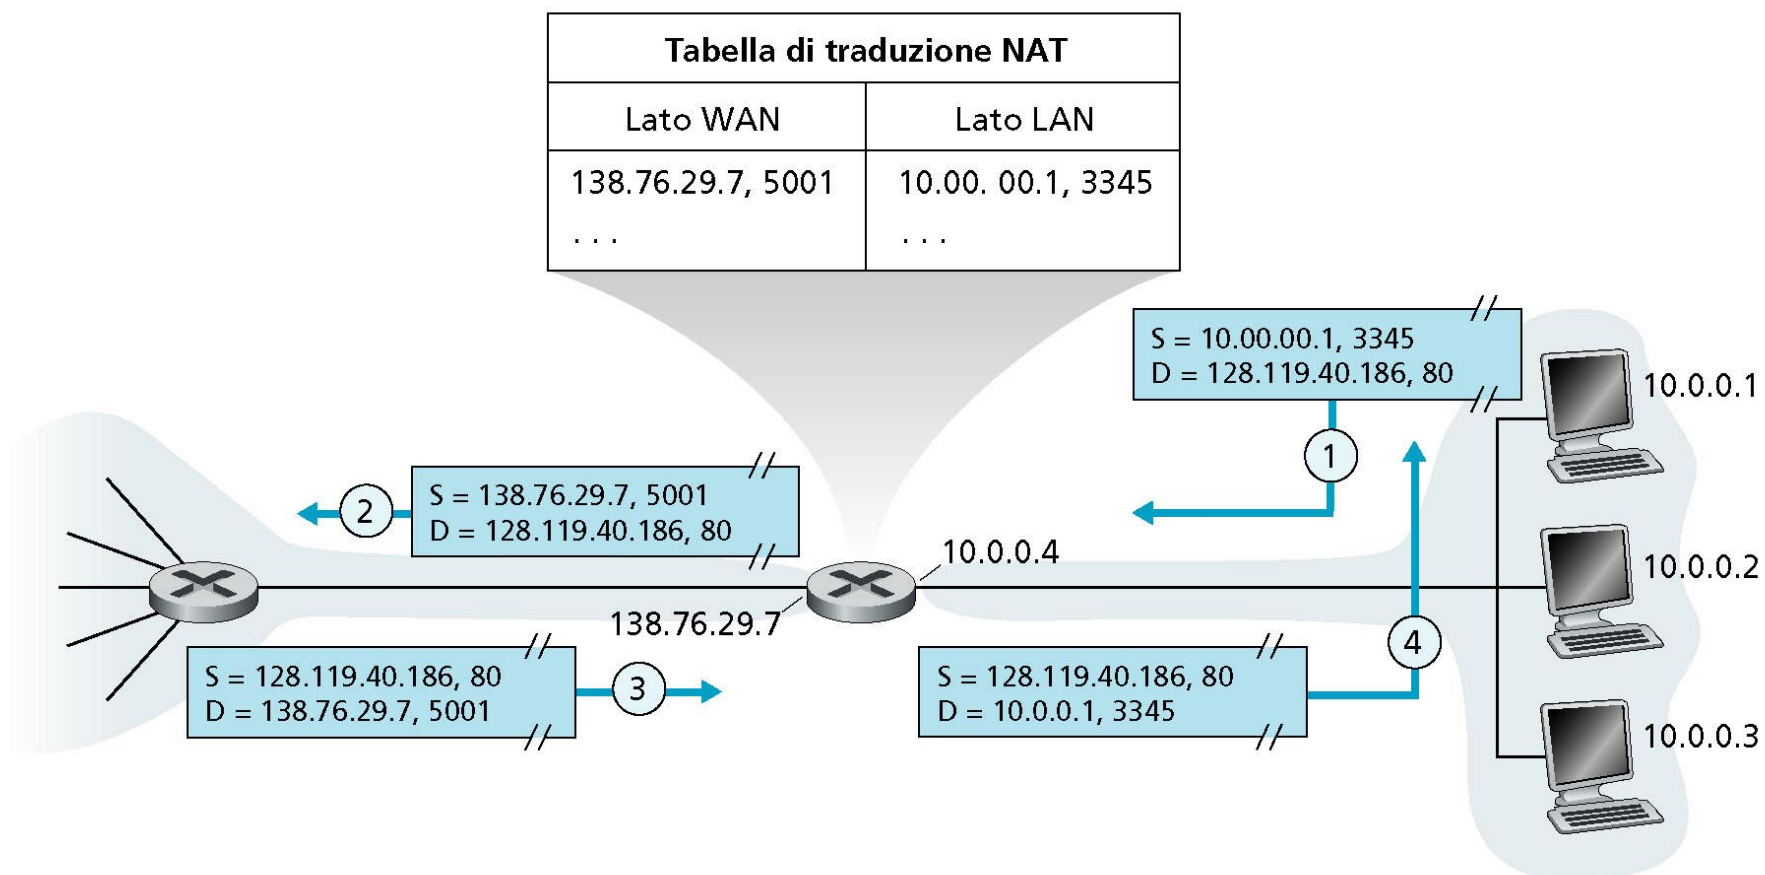 Tabella di traduzione NAT
Lato WAN
Lato LAN
138.76.29.7, 5001
10.00. 00.1, 3345
. . .
. . .
S = 10.00.00.1, 3345
D = 128.119.40.186, 80
1
10.0.0.1
S = 138.76.29.7, 5001
D = 128.119.40.186, 80
2
10.0.0.4
10.0.0.2
138.76.29.7
S = 128.119.40.186, 80
D = 138.76.29.7, 5001
3
S = 128.119.40.186, 80
D = 10.0.0.1, 3345
4
10.0.0.3